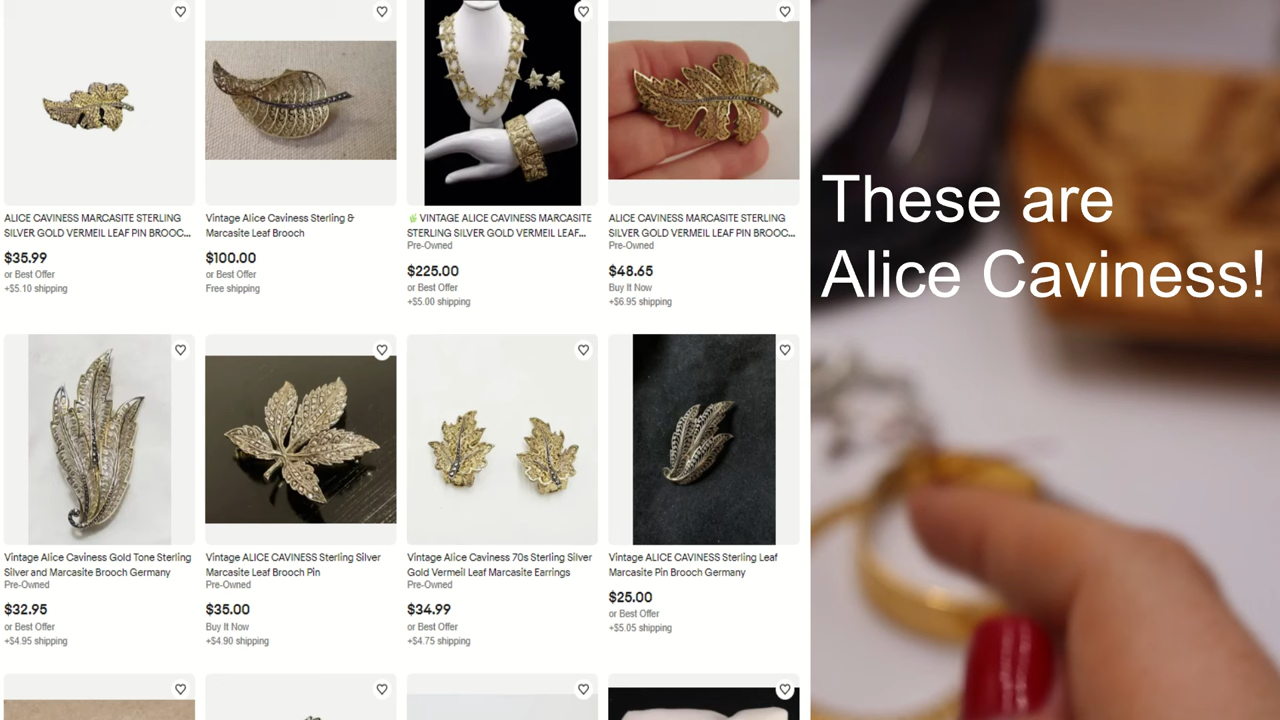 ALICE CAVINESS MARCASITE STERLING
SILVER GOLD VERMEIL LEAF PIN BROOC...
$35.99
or Best Offer
+$5.10 shipping
Vintage Alice Caviness Sterling &
Marcasite Leaf Brooch
$100.00
or Best Offer
Free shipping
🌿 VINTAGE ALICE CAVINESS MARCASITE
STERLING SILVER GOLD VERMEIL LEAF...
Pre-Owned
$225.00
or Best Offer
+$5.00 shipping
ALICE CAVINESS MARCASITE STERLING
SILVER GOLD VERMEIL LEAF PIN BROOC...
Pre-Owned
$48.65
Buy It Now
+$6.95 shipping
Vintage Alice Caviness Gold Tone Sterling
Silver and Marcasite Brooch Germany
Pre-Owned
$32.95
or Best Offer
+$4.95 shipping
Vintage ALICE CAVINESS Sterling Silver
Marcasite Leaf Brooch Pin
Pre-Owned
$35.00
Buy It Now
+$4.90 shipping
Vintage Alice Caviness 70s Sterling Silver
Gold Vermeil Leaf Marcasite Earrings
Pre-Owned
$34.99
or Best Offer
+$4.75 shipping
Vintage ALICE CAVINESS Sterling Leaf
Marcasite Pin Brooch Germany
$25.00
or Best Offer
+$5.05 shipping
These are
Alice Caviness!